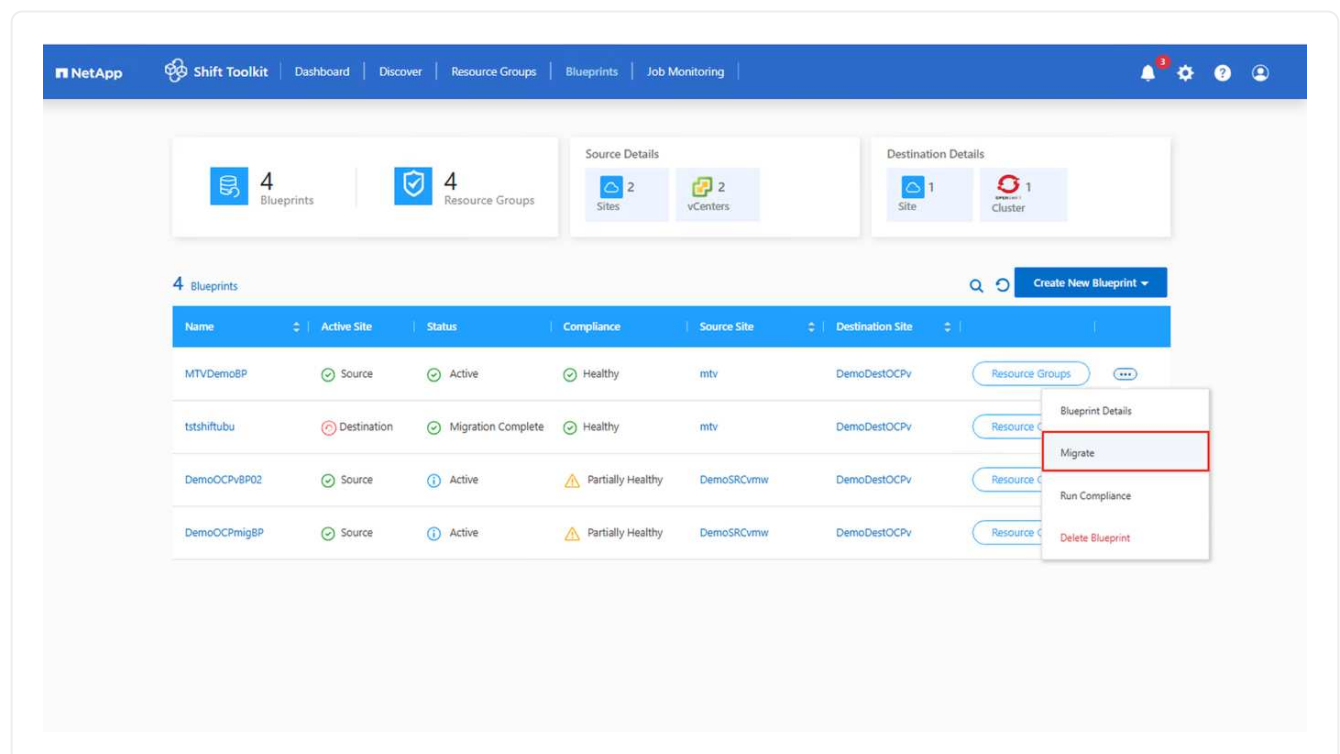 NetApp Shift Toolkit Dashboard Discover Resource Groups Blueprints Job Monitoring 3
Source Details Destination Details
4 Blueprints
4 Resource Groups
2 Sites
2 vCenters
1 Site
1 Cluster
4 Blueprints Create New Blueprint
Name Active Site Status Compliance Source Site Destination Site
MTVDemoBP Source Active Healthy mtv DemoDestOCPv Resource Groups
tstshiftubu Destination Migration Complete Healthy mtv DemoDestOCPv Resource
DemoOCPvBP02 Source Active Partially Healthy DemoSRCvmw DemoDestOCPv Resource
DemoOCPmigBP Source Active Partially Healthy DemoSRCvmw DemoDestOCPv Resource
Blueprint Details
Migrate
Run Compliance
Delete Blueprint